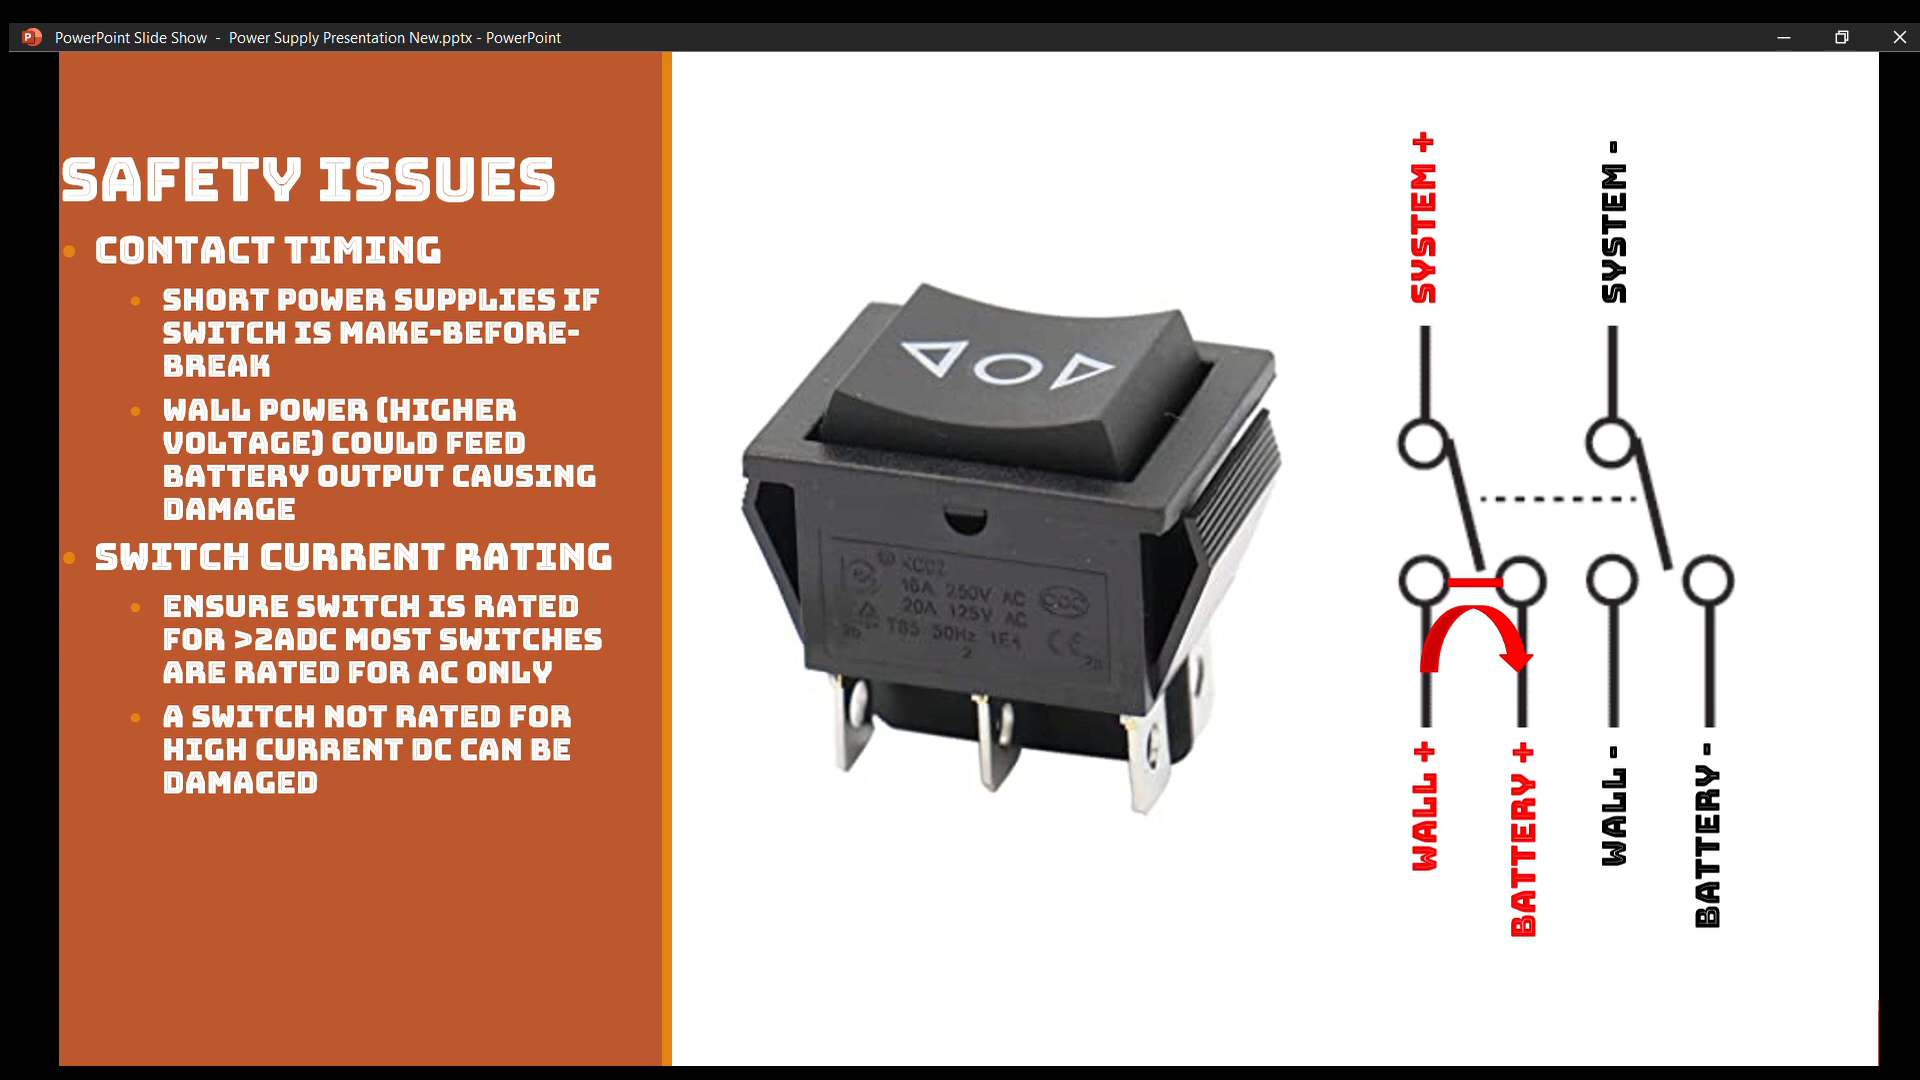 PowerPoint Slide Show - Power Supply Presentation New.pptx - PowerPoint
SAFETY ISSUES
CONTACT TIMING
SHORT POWER SUPPLIES IF
SWITCH IS MAKE-BEFORE-
BREAK
WALL POWER (HIGHER
VOLTAGE) COULD FEED
BATTERY OUTPUT CAUSING
DAMAGE
SWITCH CURRENT RATING
ENSURE SWITCH IS RATED
FOR >2ADC MOST SWITCHES
ARE RATED FOR AC ONLY
A SWITCH NOT RATED FOR
HIGH CURRENT DC CAN BE
DAMAGED
KCD2
16A 250V AC
20A 125V AC
T85 50Hz 1E4
CCC
CE
SYSTEM +
SYSTEM -
WALL +
BATTERY +
WALL -
BATTERY -